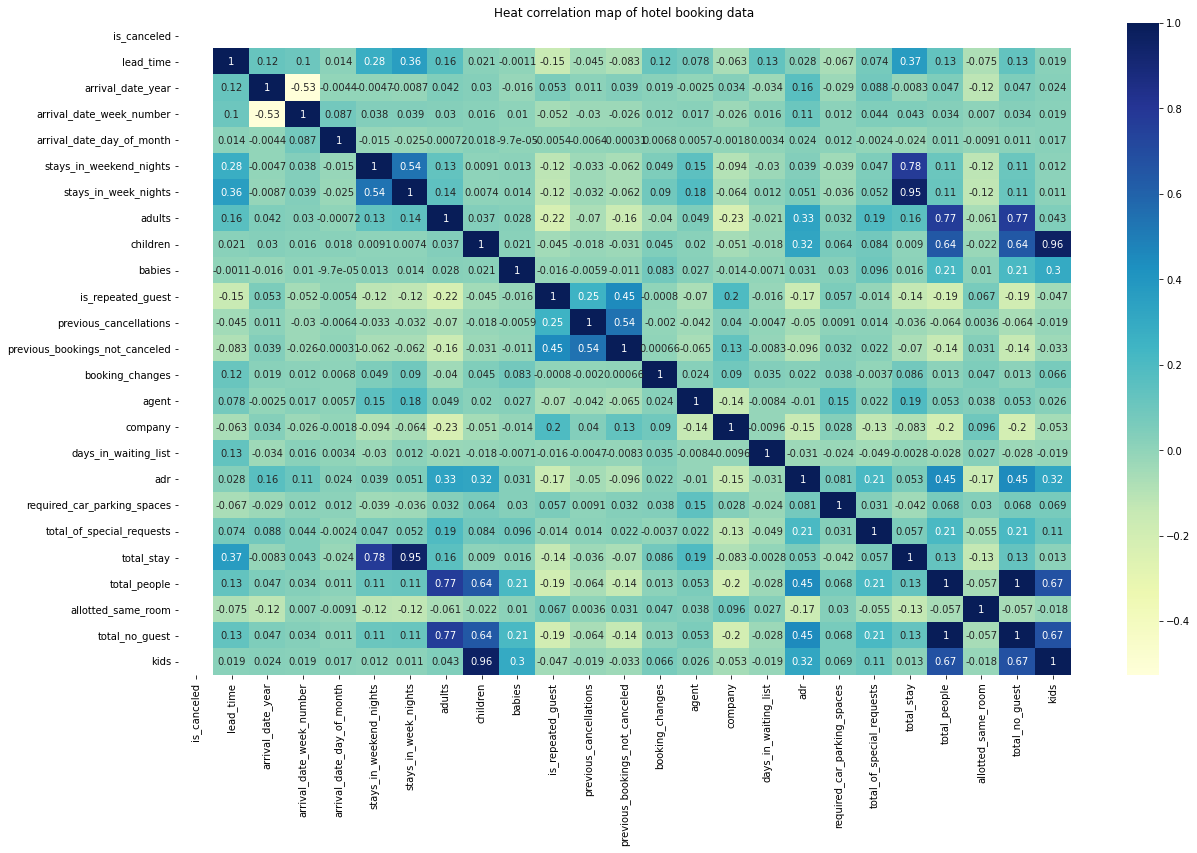 Heat correlation map of hotel booking data
is_canceled
lead_time 1 0.12 0.1 0.014 0.28 0.36 0.16 0.021 -0.0011 -0.15 -0.045 -0.083 0.12 0.078 -0.063 0.13 0.028 -0.067 0.074 0.37 0.13 -0.075 0.13 0.019
arrival_date_year 0.12 1 -0.53 -0.0044 -0.0047 -0.0087 0.042 0.03 -0.016 0.053 0.011 0.039 0.019 -0.0025 0.034 -0.034 0.16 -0.029 0.088 -0.0083 0.047 -0.12 0.047 0.024
arrival_date_week_number 0.1 -0.53 1 0.087 0.038 0.039 0.03 0.016 0.01 -0.052 -0.03 -0.026 0.012 0.017 -0.026 0.016 0.11 0.012 0.044 0.043 0.034 0.007 0.034 0.019
arrival_date_day_of_month 0.014 -0.0044 0.087 1 -0.015 -0.025 -0.00072 0.018 -9.7e-05 -0.0054 -0.0064 -0.00031 0.0068 0.0057 -0.0018 0.0034 0.024 0.012 -0.0024 -0.024 0.011 -0.0091 0.011 0.017
stays_in_weekend_nights 0.28 -0.0047 0.038 -0.015 1 0.54 0.13 0.0091 0.013 -0.12 -0.033 -0.062 0.049 0.15 -0.094 -0.03 0.039 -0.039 0.047 0.78 0.11 -0.12 0.11 0.012
stays_in_week_nights 0.36 -0.0087 0.039 -0.025 0.54 1 0.14 0.0074 0.014 -0.12 -0.032 -0.062 0.09 0.18 -0.064 0.012 0.051 -0.036 0.052 0.95 0.11 -0.12 0.11 0.011
adults 0.16 0.042 0.03 -0.00072 0.13 0.14 1 0.037 0.028 -0.22 -0.07 -0.16 -0.04 0.049 -0.23 -0.021 0.33 0.032 0.19 0.16 0.77 -0.061 0.77 0.043
children 0.021 0.03 0.016 0.018 0.0091 0.0074 0.037 1 0.021 -0.045 -0.018 -0.031 0.045 0.02 -0.051 -0.018 0.32 0.064 0.084 0.009 0.64 -0.022 0.64 0.96
babies -0.0011 -0.016 0.01 -9.7e-05 0.013 0.014 0.028 0.021 1 -0.016 -0.0059 -0.011 0.083 0.027 -0.014 -0.0071 0.031 0.03 0.096 0.016 0.21 0.01 0.21 0.3
is_repeated_guest -0.15 0.053 -0.052 -0.0054 -0.12 -0.12 -0.22 -0.045 -0.016 1 0.25 0.45 -0.0008 -0.07 0.2 -0.016 -0.17 0.057 -0.014 -0.14 -0.19 0.067 -0.19 -0.047
previous_cancellations -0.045 0.011 -0.03 -0.0064 -0.033 -0.032 -0.07 -0.018 -0.0059 0.25 1 0.54 -0.002 -0.042 0.04 -0.0047 -0.05 0.0091 0.014 -0.036 -0.064 0.0036 -0.064 -0.019
previous_bookings_not_canceled -0.083 0.039 -0.026 -0.00031 -0.062 -0.062 -0.16 -0.031 -0.011 0.45 0.54 1 0.00066 -0.065 0.13 -0.0083 -0.096 0.032 0.022 -0.07 -0.14 0.031 -0.14 -0.033
booking_changes 0.12 0.019 0.012 0.0068 0.049 0.09 -0.04 0.045 0.083 -0.0008 -0.002 0.00066 1 0.024 0.09 0.035 0.022 0.038 -0.0037 0.086 0.013 0.047 0.013 0.066
agent 0.078 -0.0025 0.017 0.0057 0.15 0.18 0.049 0.02 0.027 -0.07 -0.042 -0.065 0.024 1 -0.14 -0.0084 -0.01 0.15 0.022 0.19 0.053 0.038 0.053 0.026
company -0.063 0.034 -0.026 -0.0018 -0.094 -0.064 -0.23 -0.051 -0.014 0.2 0.04 0.13 0.09 -0.14 1 -0.0096 -0.15 0.028 -0.13 -0.083 -0.2 0.096 -0.2 -0.053
days_in_waiting_list 0.13 -0.034 0.016 0.0034 -0.03 0.012 -0.021 -0.018 -0.0071 -0.016 -0.0047 -0.0083 0.035 -0.0084 -0.0096 1 -0.031 -0.024 -0.049 -0.0028 -0.028 0.027 -0.028 -0.019
adr 0.028 0.16 0.11 0.024 0.039 0.051 0.33 0.32 0.031 -0.17 -0.05 -0.096 0.022 -0.01 -0.15 -0.031 1 0.081 0.21 0.053 0.45 -0.17 0.45 0.32
required_car_parking_spaces -0.067 -0.029 0.012 0.012 -0.039 -0.036 0.032 0.064 0.03 0.057 0.0091 0.032 0.038 0.15 0.028 -0.024 0.081 1 0.031 -0.042 0.068 0.03 0.068 0.069
total_of_special_requests 0.074 0.088 0.044 -0.0024 0.047 0.052 0.19 0.084 0.096 -0.014 0.014 0.022 -0.0037 0.022 -0.13 -0.049 0.21 0.031 1 0.057 0.21 -0.055 0.21 0.11
total_stay 0.37 -0.0083 0.043 -0.024 0.78 0.95 0.16 0.009 0.016 -0.14 -0.036 -0.07 0.086 0.19 -0.083 -0.0028 0.053 -0.042 0.057 1 0.13 -0.13 0.13 0.013
total_people 0.13 0.047 0.034 0.011 0.11 0.11 0.77 0.64 0.21 -0.19 -0.064 -0.14 0.013 0.053 -0.2 -0.028 0.45 0.068 0.21 0.13 1 -0.057 1 0.67
allotted_same_room -0.075 -0.12 0.007 -0.0091 -0.12 -0.12 -0.061 -0.022 0.01 0.067 0.0036 0.031 0.047 0.038 0.096 0.027 -0.17 0.03 -0.055 -0.13 -0.057 1 -0.057 -0.018
total_no_guest 0.13 0.047 0.034 0.011 0.11 0.11 0.77 0.64 0.21 -0.19 -0.064 -0.14 0.013 0.053 -0.2 -0.028 0.45 0.068 0.21 0.13 1 -0.057 1 0.67
kids 0.019 0.024 0.019 0.017 0.012 0.011 0.043 0.96 0.3 -0.047 -0.019 -0.033 0.066 0.026 -0.053 -0.019 0.32 0.069 0.11 0.013 0.67 -0.018 0.67 1
is_canceled
lead_time
arrival_date_year
arrival_date_week_number
arrival_date_day_of_month
stays_in_weekend_nights
stays_in_week_nights
adults
children
babies
is_repeated_guest
previous_cancellations
previous_bookings_not_canceled
booking_changes
agent
company
days_in_waiting_list
adr
required_car_parking_spaces
total_of_special_requests
total_stay
total_people
allotted_same_room
total_no_guest
kids
1.0
0.8
0.6
0.4
0.2
0.0
−0.2
−0.4